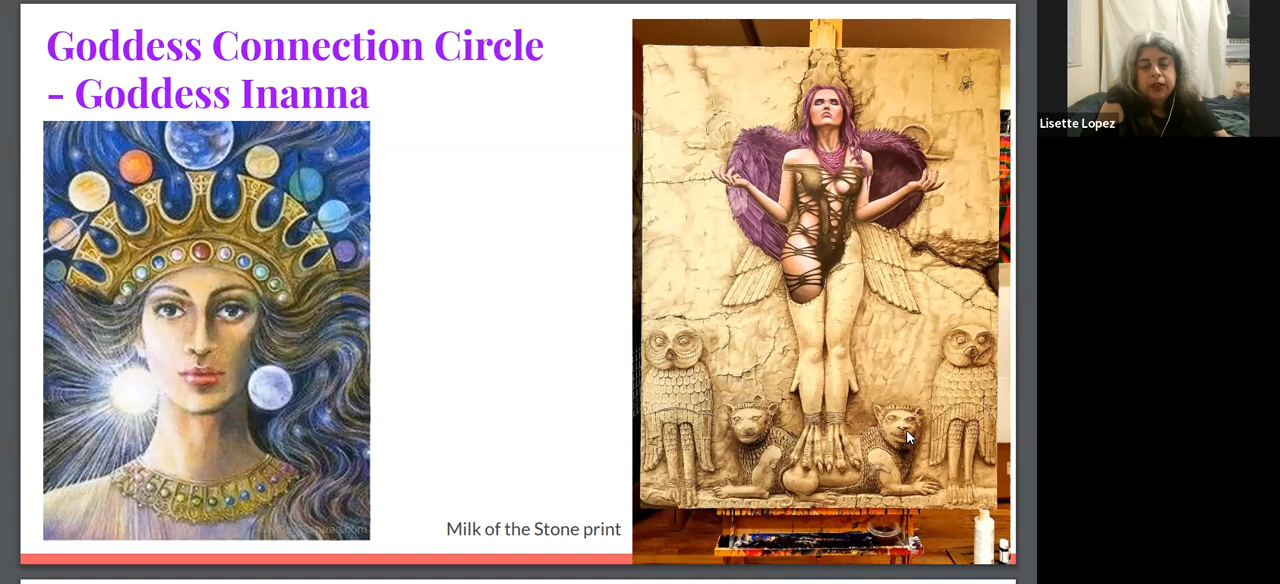 Goddess Connection Circle
- Goddess Inanna
Lisette Lopez
Milk of the Stone print